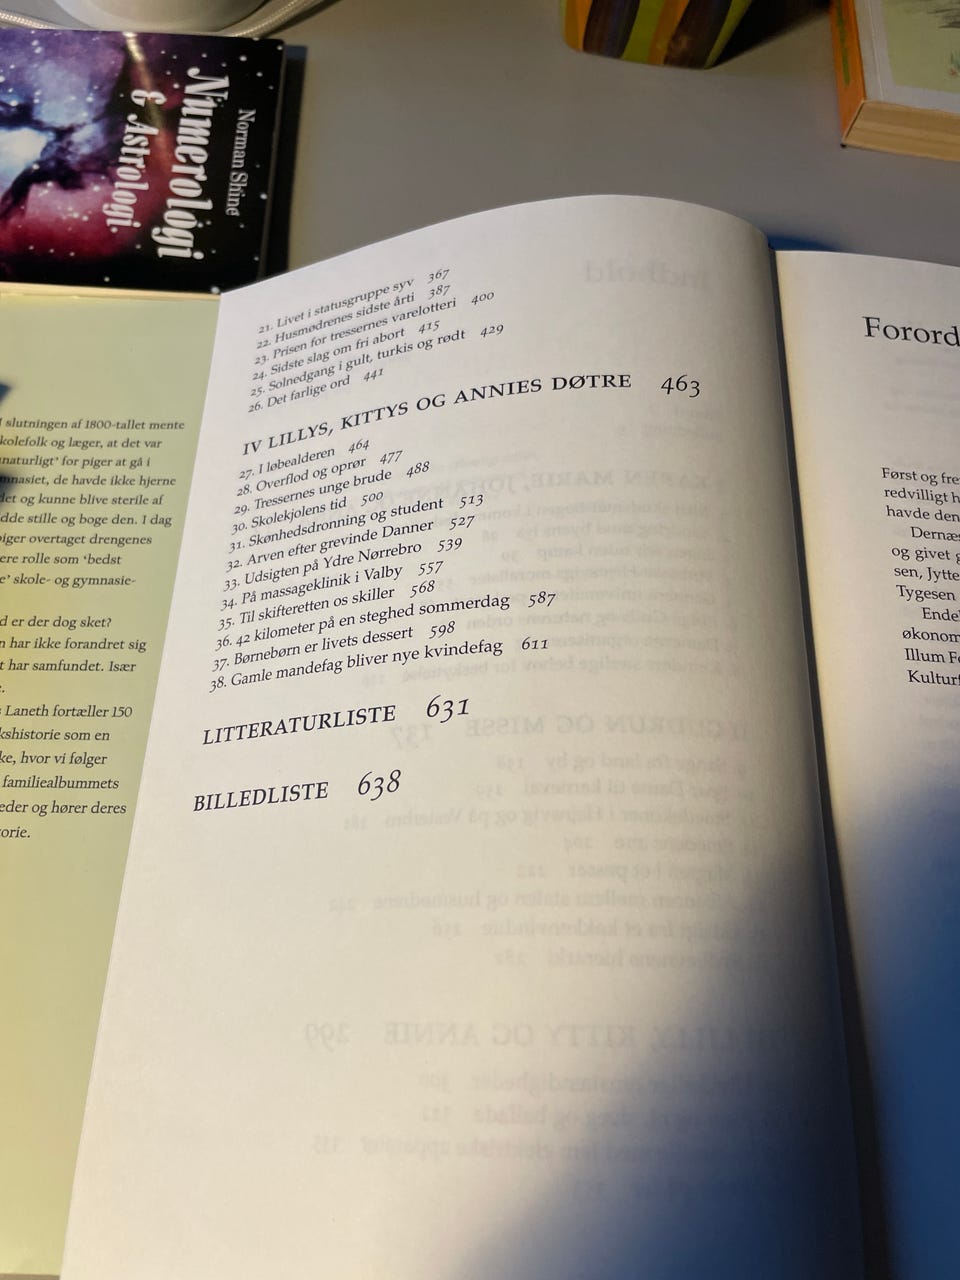 Norman Shine
Numerologi
& Astrologi.
slutningen af 1800-tallet mente
kolefolk og læger, at det var
naturligt' for piger at gå i
mnasiet, de havde ikke hjerne
det og kunne blive sterile af
dde stille og boge den. I dag
piger overtaget drengenes
ere rolle som 'bedst
e' skole- og gymnasie-
d er der dog sket?
n har ikke forandret sig
t har samfundet. Især
Laneth fortæller 150
kshistorie som en
ke, hvor vi følger
familiealbummets
eder og hører deres
orie.
21. Livet i statusgruppe syv 367
22. Husmødrenes sidste årti 387
23. Prisen for tressernes varelotteri 400
24. Sidste slag om fri abort 415
25. Solnedgang i gult, turkis og rødt 429
26. Det farlige ord 441
IV LILLYS, KITTYS OG ANNIES DØTRE 463
27. I løbealderen 464
28. Overflod og oprør 477
29. Tressernes unge brude 488
30. Skolekjolens tid 500
31. Skønhedsdronning og student 513
32. Arven efter grevinde Danner 527
33. Udsigten på Ydre Nørrebro 539
34. På massageklinik i Valby 557
35. Til skifteretten os skiller 568
36. 42 kilometer på en steghed sommerdag 587
37. Børnebørn er livets dessert 598
38. Gamle mandefag bliver nye kvindefag 611
LITTERATURLISTE 631
BILLEDLISTE 638
Forord
Først og fre
redvilligt h
havde den
Dernæs
og givet g
sen, Jytte
Tygesen
Endel
økonom
Illum Fo
Kulturf